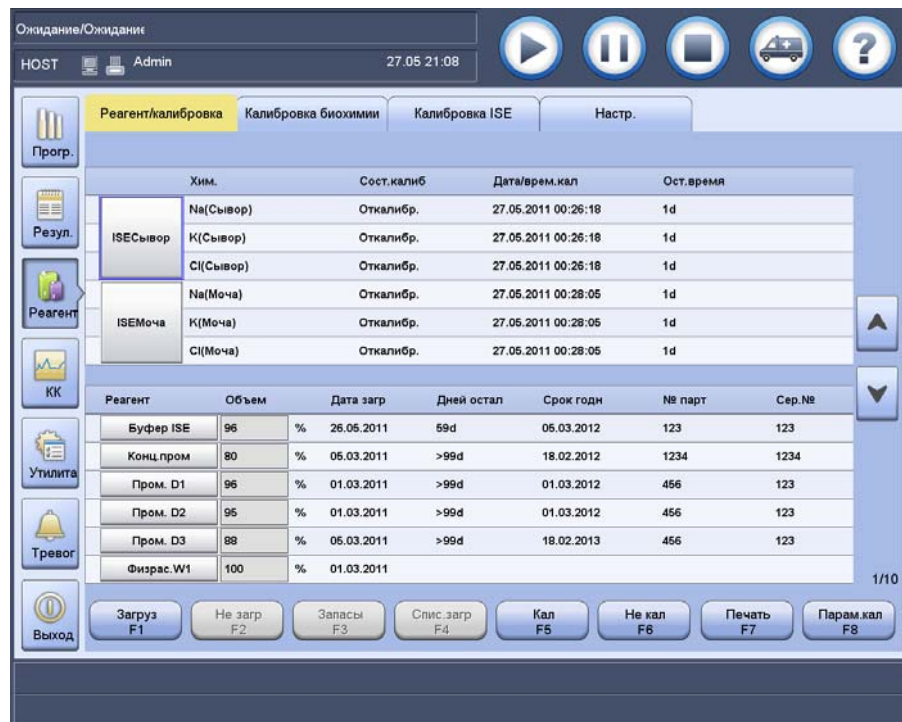 Ожидание/Ожидание
HOST Admin 27.05 21:08
?
Прогр.
Резул.
Реагент
КК
Утилита
Тревог
Выход
Реагент/калибровка Калибровка биохимии Калибровка ISE Настр.
Хим. Сост.калиб Дата/врем.кал Ост.время
ISEСывор
Na(Сывор) Откалибр. 27.05.2011 00:26:18 1d
K(Сывор) Откалибр. 27.05.2011 00:26:18 1d
Cl(Сывор) Откалибр. 27.05.2011 00:26:18 1d
ISEМоча
Na(Моча) Откалибр. 27.05.2011 00:28:05 1d
K(Моча) Откалибр. 27.05.2011 00:28:05 1d
Cl(Моча) Откалибр. 27.05.2011 00:28:05 1d
Реагент Объем Дата загр Дней остал Срок годн № парт Сер.№
Буфер ISE 96 % 26.05.2011 59d 05.03.2012 123 123
Конц.пром 80 % 05.03.2011 >99d 18.02.2012 1234 1234
Пром. D1 96 % 01.03.2011 >99d 01.03.2012 456 123
Пром. D2 95 % 01.03.2011 >99d 01.03.2012 456 123
Пром. D3 88 % 05.03.2011 >99d 18.02.2013 456 123
Физрас.W1 100 % 01.03.2011
1/10
Загруз F1
Не загр F2
Запасы F3
Спис.загр F4
Кал F5
Не кал F6
Печать F7
Парам.кал F8